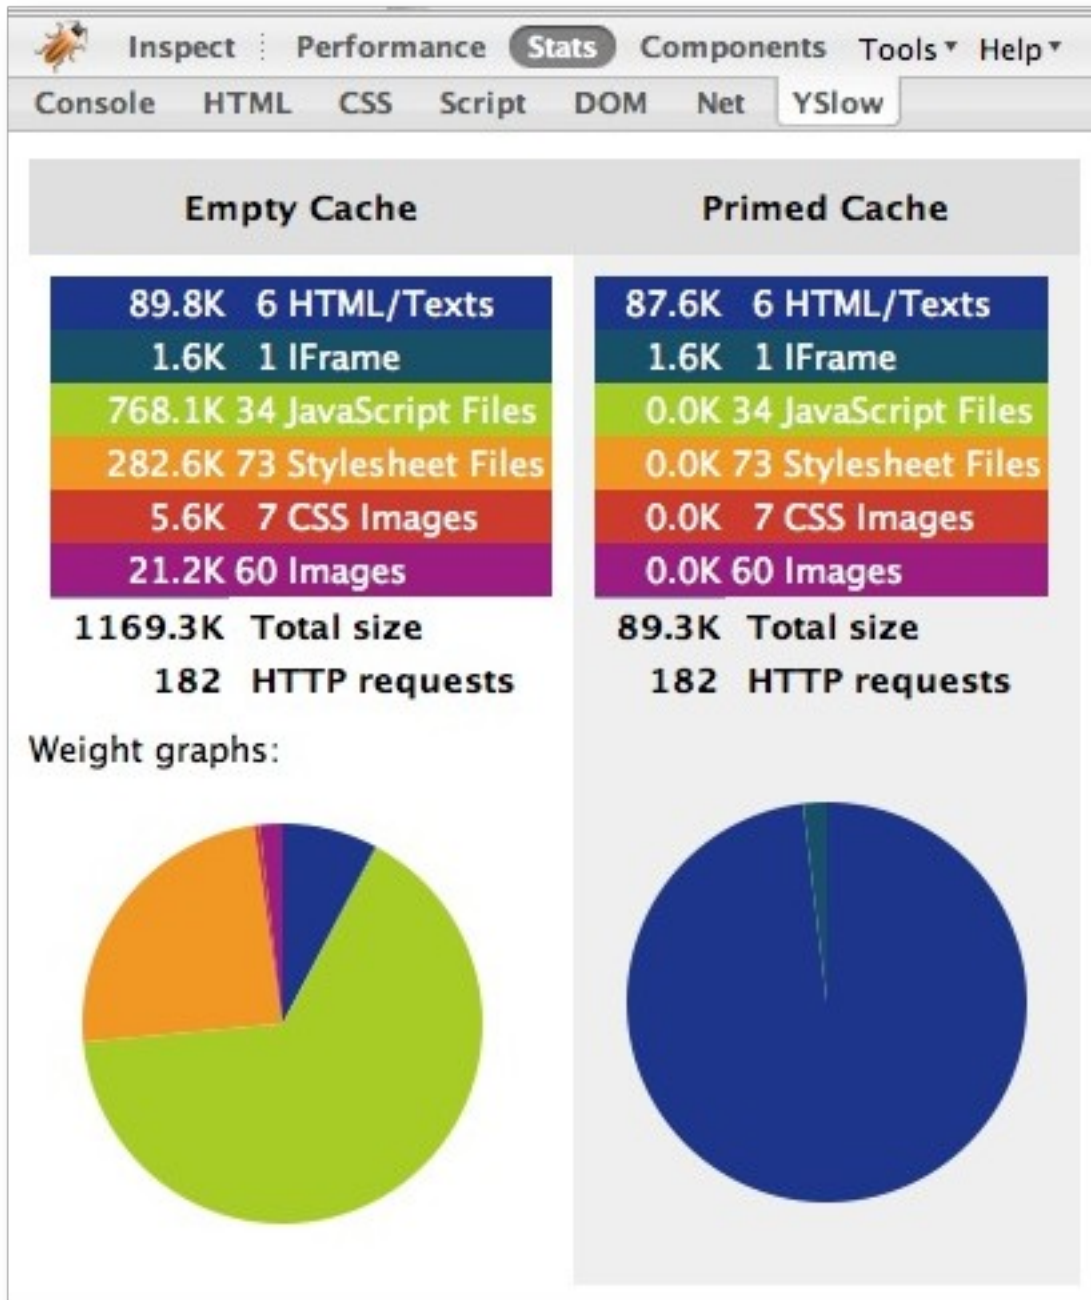 Inspect Performance Stats Components Tools Help
Console HTML CSS Script DOM Net YSlow
Empty Cache
89.8K 6 HTML/Texts
1.6K 1 IFrame
768.1K 34 JavaScript Files
282.6K 73 Stylesheet Files
5.6K 7 CSS Images
21.2K 60 Images
1169.3K Total size
182 HTTP requests
Weight graphs:
Primed Cache
87.6K 6 HTML/Texts
1.6K 1 IFrame
0.0K 34 JavaScript Files
0.0K 73 Stylesheet Files
0.0K 7 CSS Images
0.0K 60 Images
89.3K Total size
182 HTTP requests